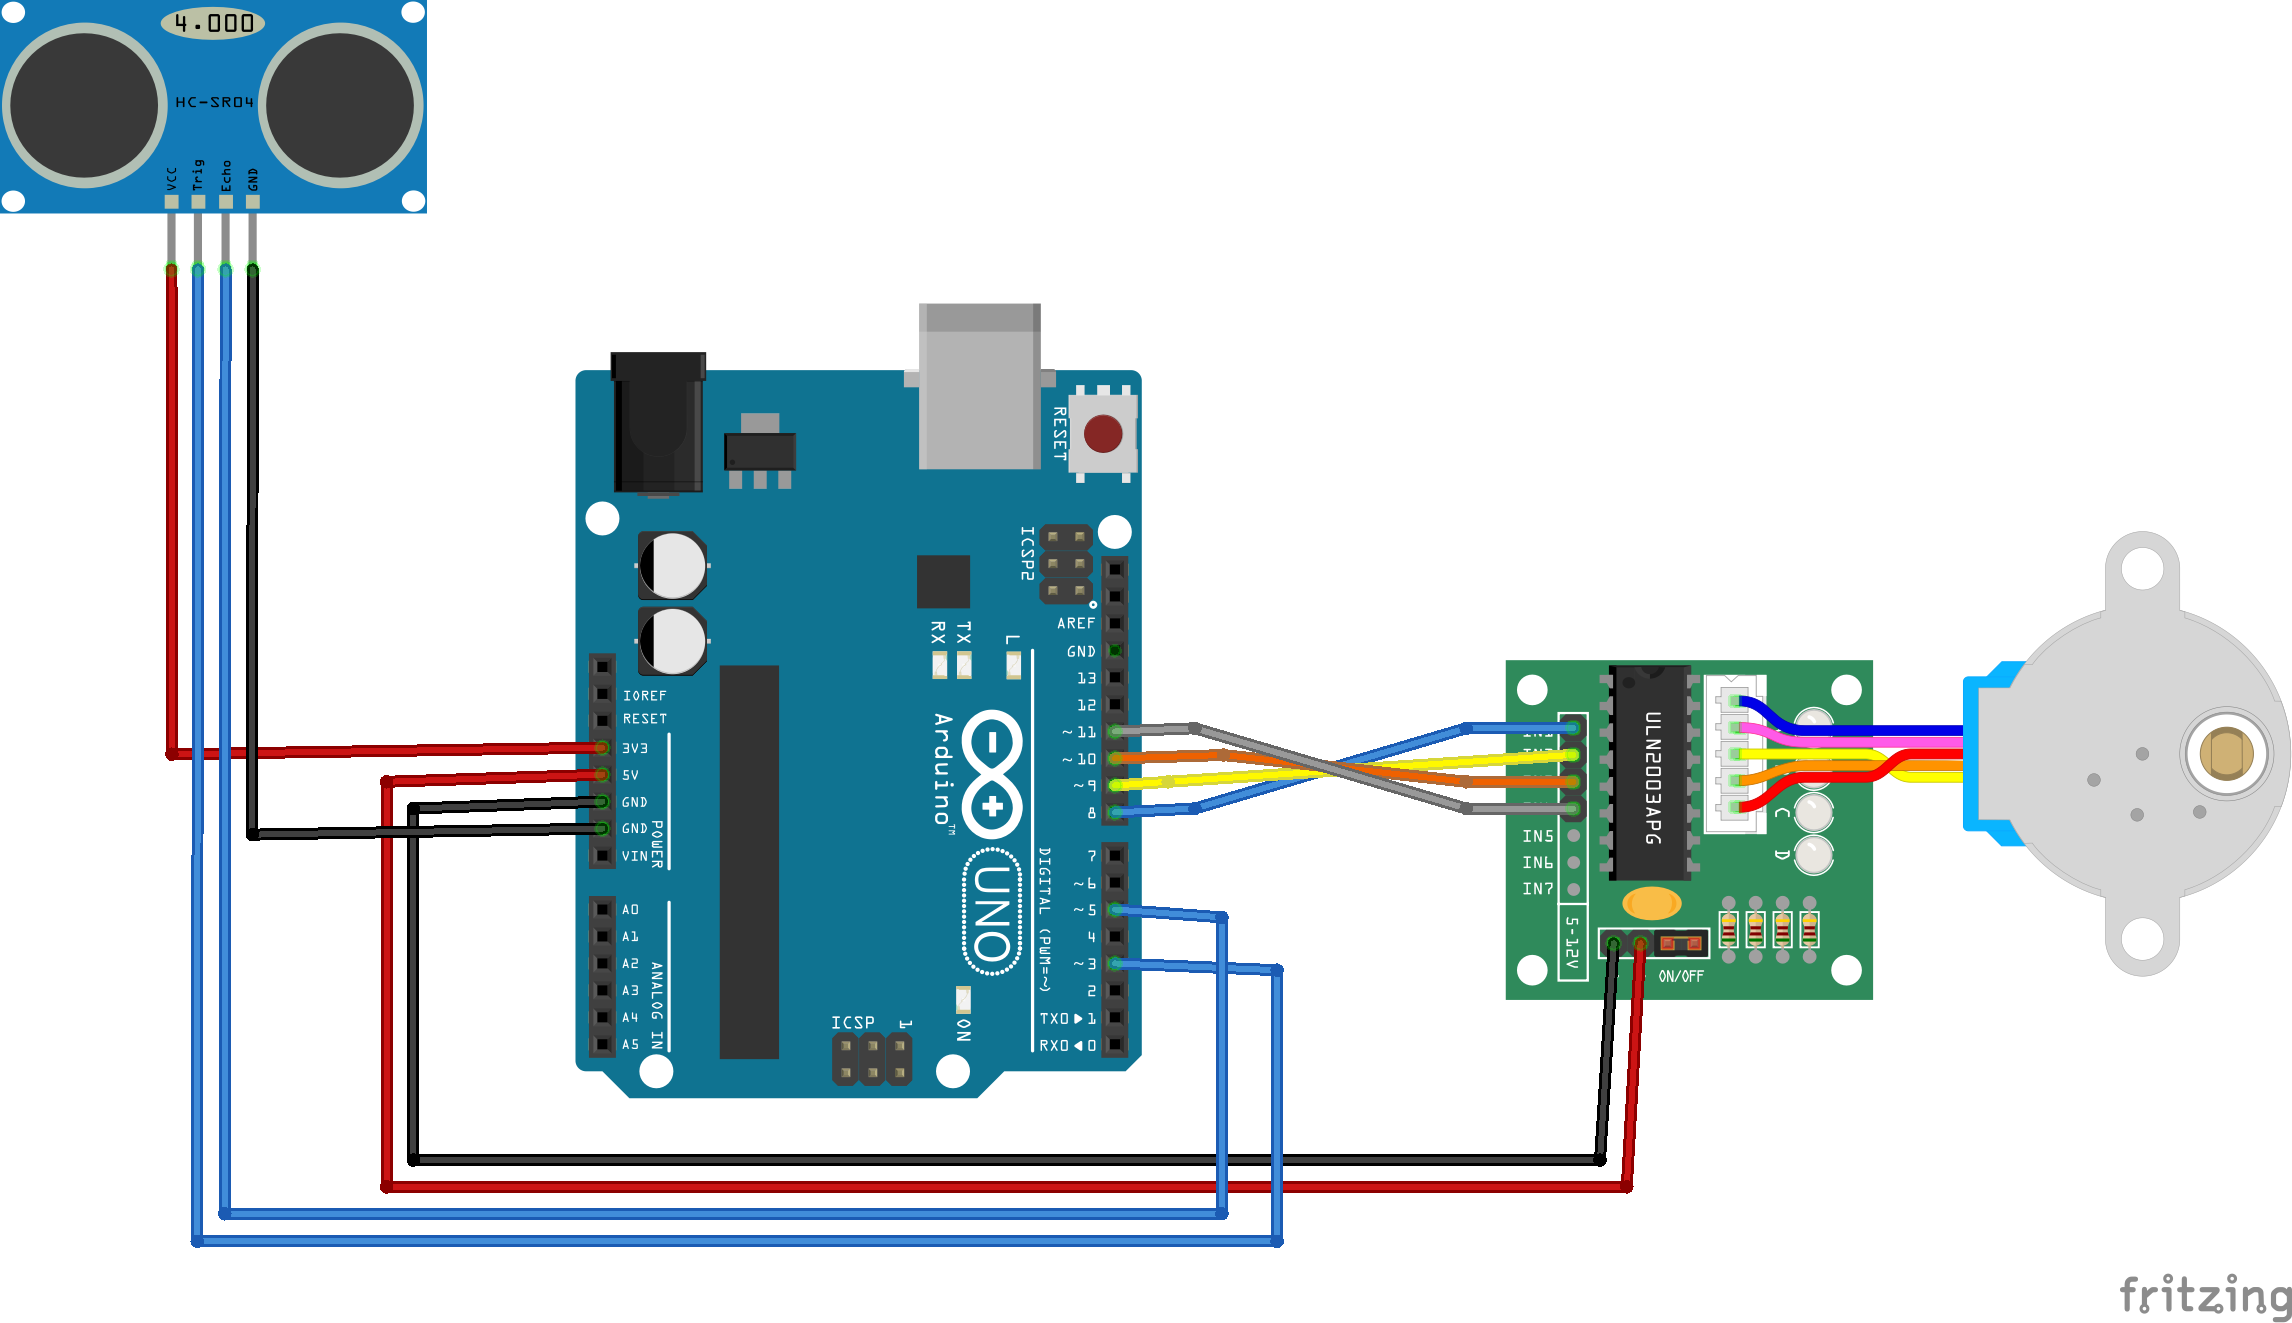 4.000
HC-SR04
VCC
Trig
Echo
GND
RESET
ICSP2
RX
TX
L
AREF
GND
13
12
~11
~10
~9
8
7
~6
~5
4
~3
2
TX0▶1
RX0◀0
DIGITAL (PWM=~)
IOREF
RESET
3V3
5V
GND
GND
VIN
POWER
A0
A1
A2
A3
A4
A5
ANALOG IN
Arduino™
UNO
ICSP
1
ON
IN5
IN6
IN7
5-12V
ULN2003APG
C
D
ON/OFF
fritzing